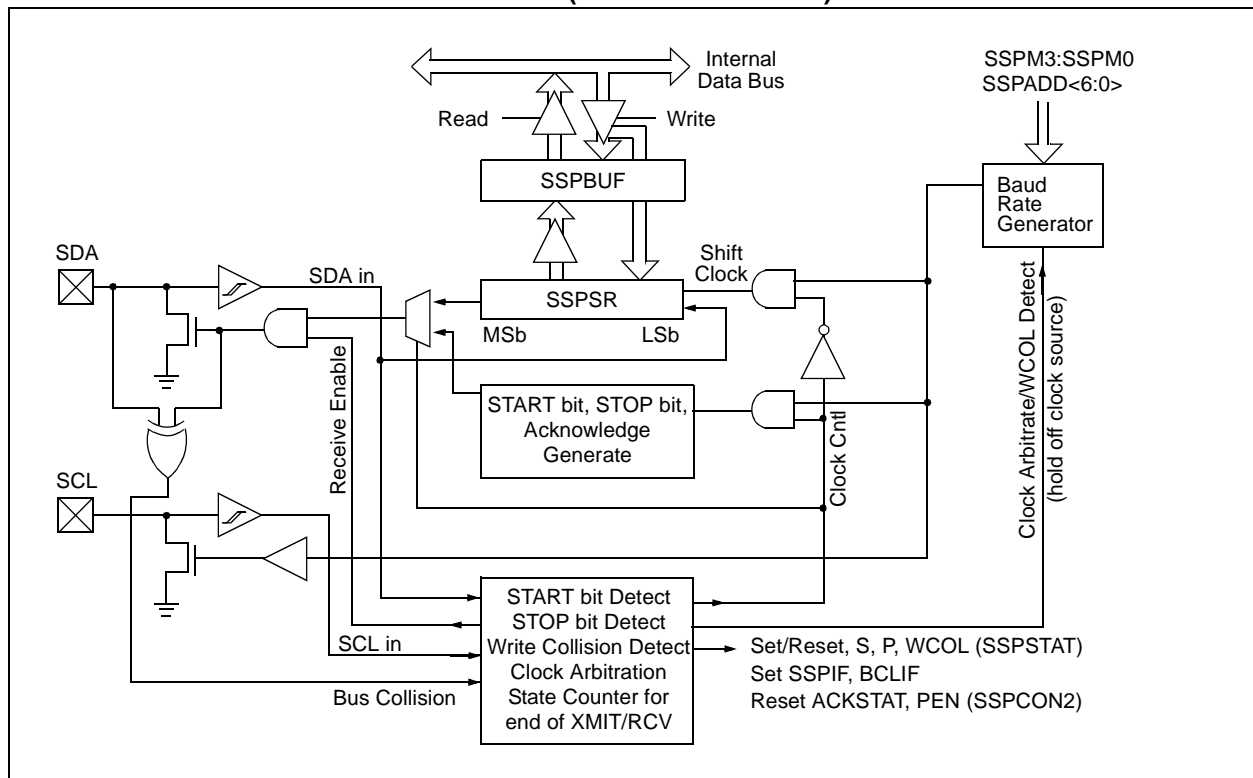 Internal
Data Bus
SSPM3:SSPM0
SSPADD<6:0>
Read
Write
SSPBUF
Baud
Rate
Generator
SDA
SDA in
Shift
Clock
SSPSR
MSb
LSb
Receive Enable
START bit, STOP bit,
Acknowledge
Generate
Clock Cntl
Clock Arbitrate/WCOL Detect
(hold off clock source)
SCL
SCL in
Bus Collision
START bit Detect
STOP bit Detect
Write Collision Detect
Clock Arbitration
State Counter for
end of XMIT/RCV
Set/Reset, S, P, WCOL (SSPSTAT)
Set SSPIF, BCLIF
Reset ACKSTAT, PEN (SSPCON2)